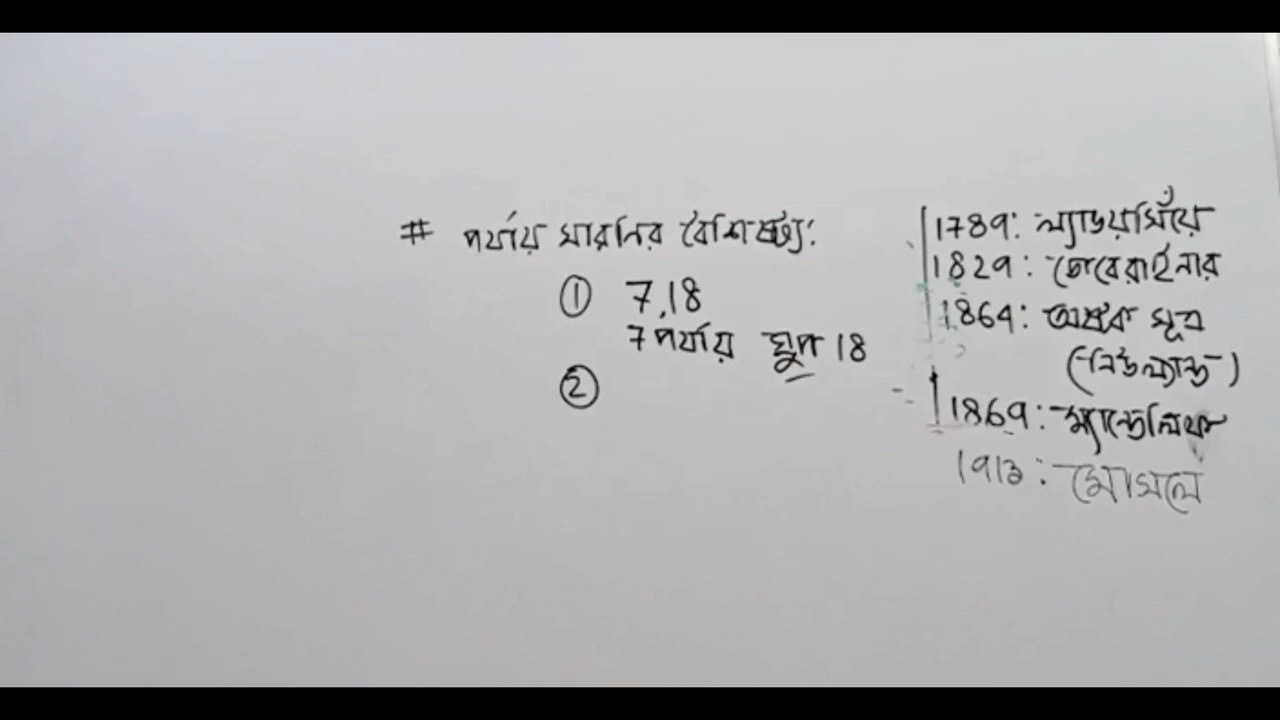 # পর্যায় সারনির বৈশিষ্ট্য:
① 7,18
7 পর্যায় গ্রুপ 18
②
1789: ল্যাভয়সিঁয়ে
1829: ডোবেরাইনার
1864: অষ্টক সূত্র
(নিউল্যান্ড)
1869: ম্যান্ডেলিফ
1913: মোসলে